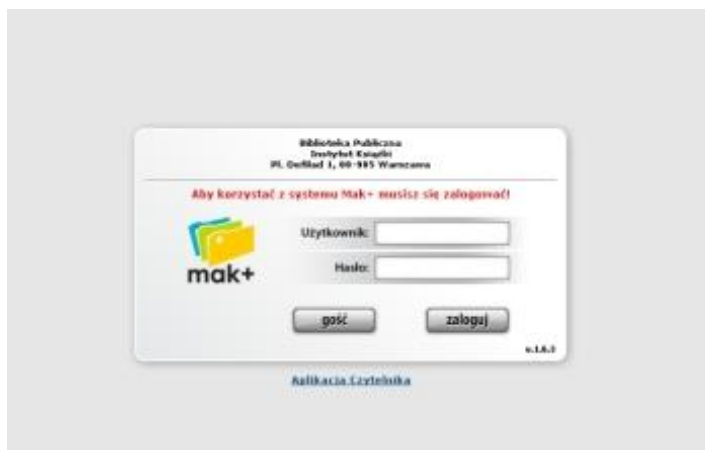 Biblioteka Publiczna
Instytut Książki
Pl. Defilad 1, 00-985 Warszawa
Aby korzystać z systemu Mak+ musisz się zalogować!
Użytkownik:
mak+
Hasło:
gość
zaloguj
Aplikacja Czytelnika